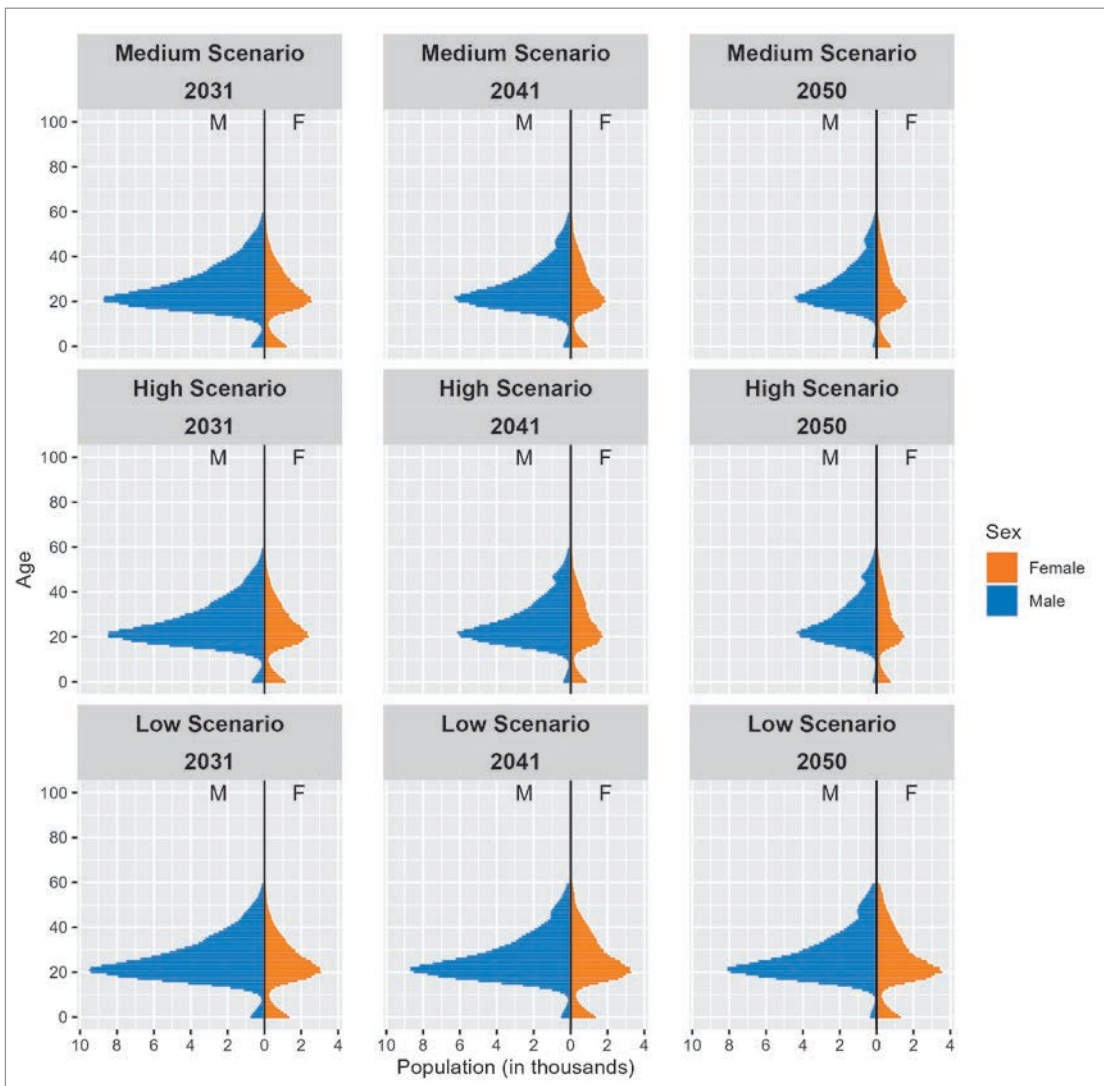 Medium Scenario
2031
Medium Scenario
2041
Medium Scenario
2050
M F
M F
M F
100
80
60
40
20
0
High Scenario
2031
High Scenario
2041
High Scenario
2050
M F
M F
M F
100
80
60
40
20
0
Age
Sex
Female
Male
Low Scenario
2031
Low Scenario
2041
Low Scenario
2050
M F
M F
M F
100
80
60
40
20
0
10 8 6 4 2 0 2 4
10 8 6 4 2 0 2 4
10 8 6 4 2 0 2 4
Population (in thousands)